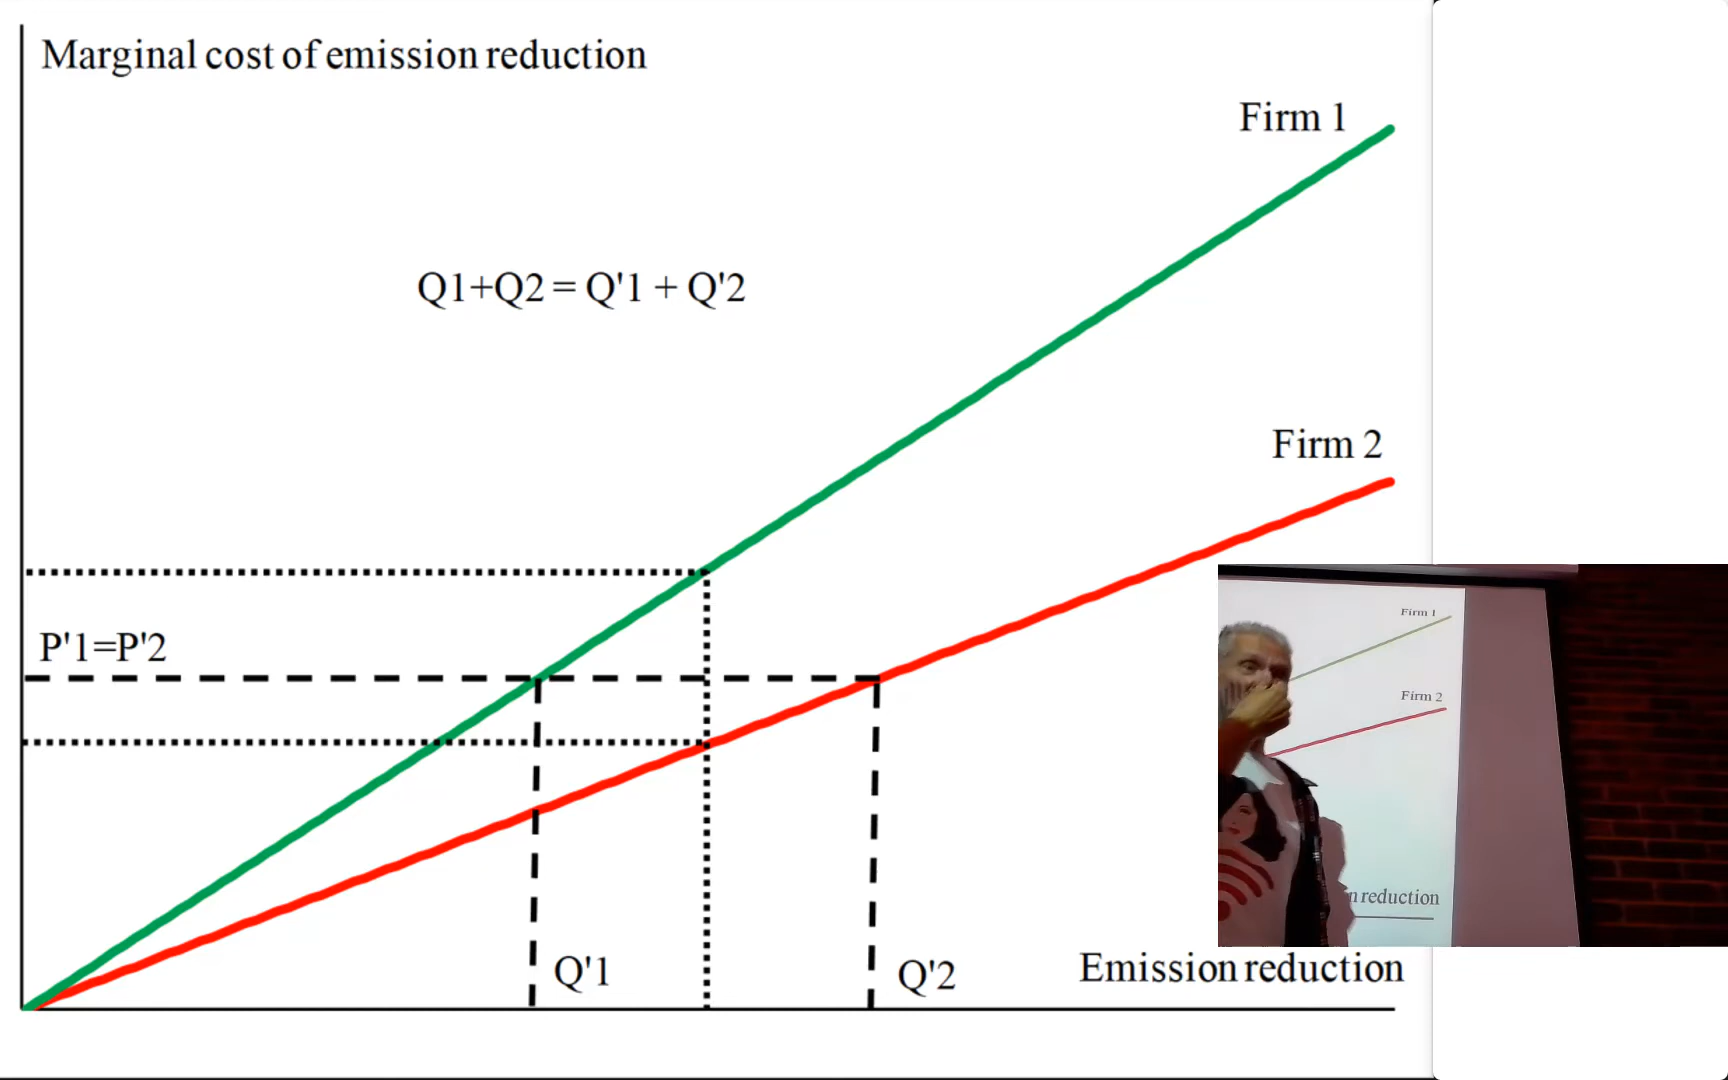 Marginal cost of emission reduction
Firm 1
Q1+Q2 = Q'1 + Q'2
Firm 2
P'1=P'2
Q'1
Q'2
Emission reduction
Firm 1
Firm 2
n reduction